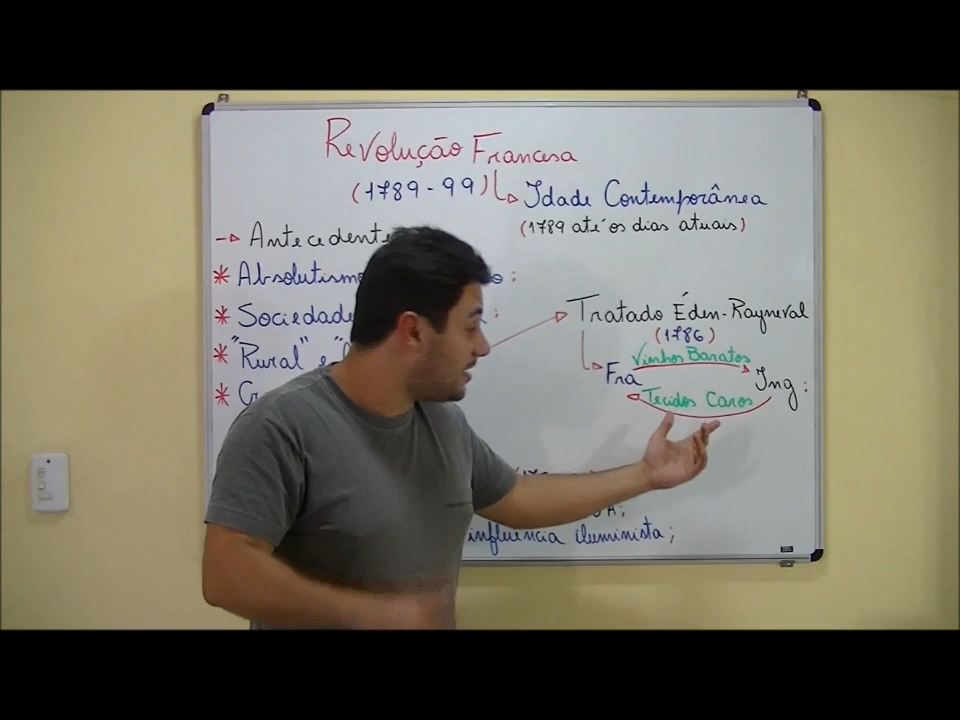 Revolução Francesa
(1789-99) Idade Contemporânea
(1789 até os dias atuais)
Antecedente
* Absolutismo :
* Sociedade :
* "Rural" e
*
Tratado Éden-Rayneval
(1786)
Vinhos Baratos
Fra Ing :
Tecidos Caros
influência iluminista;